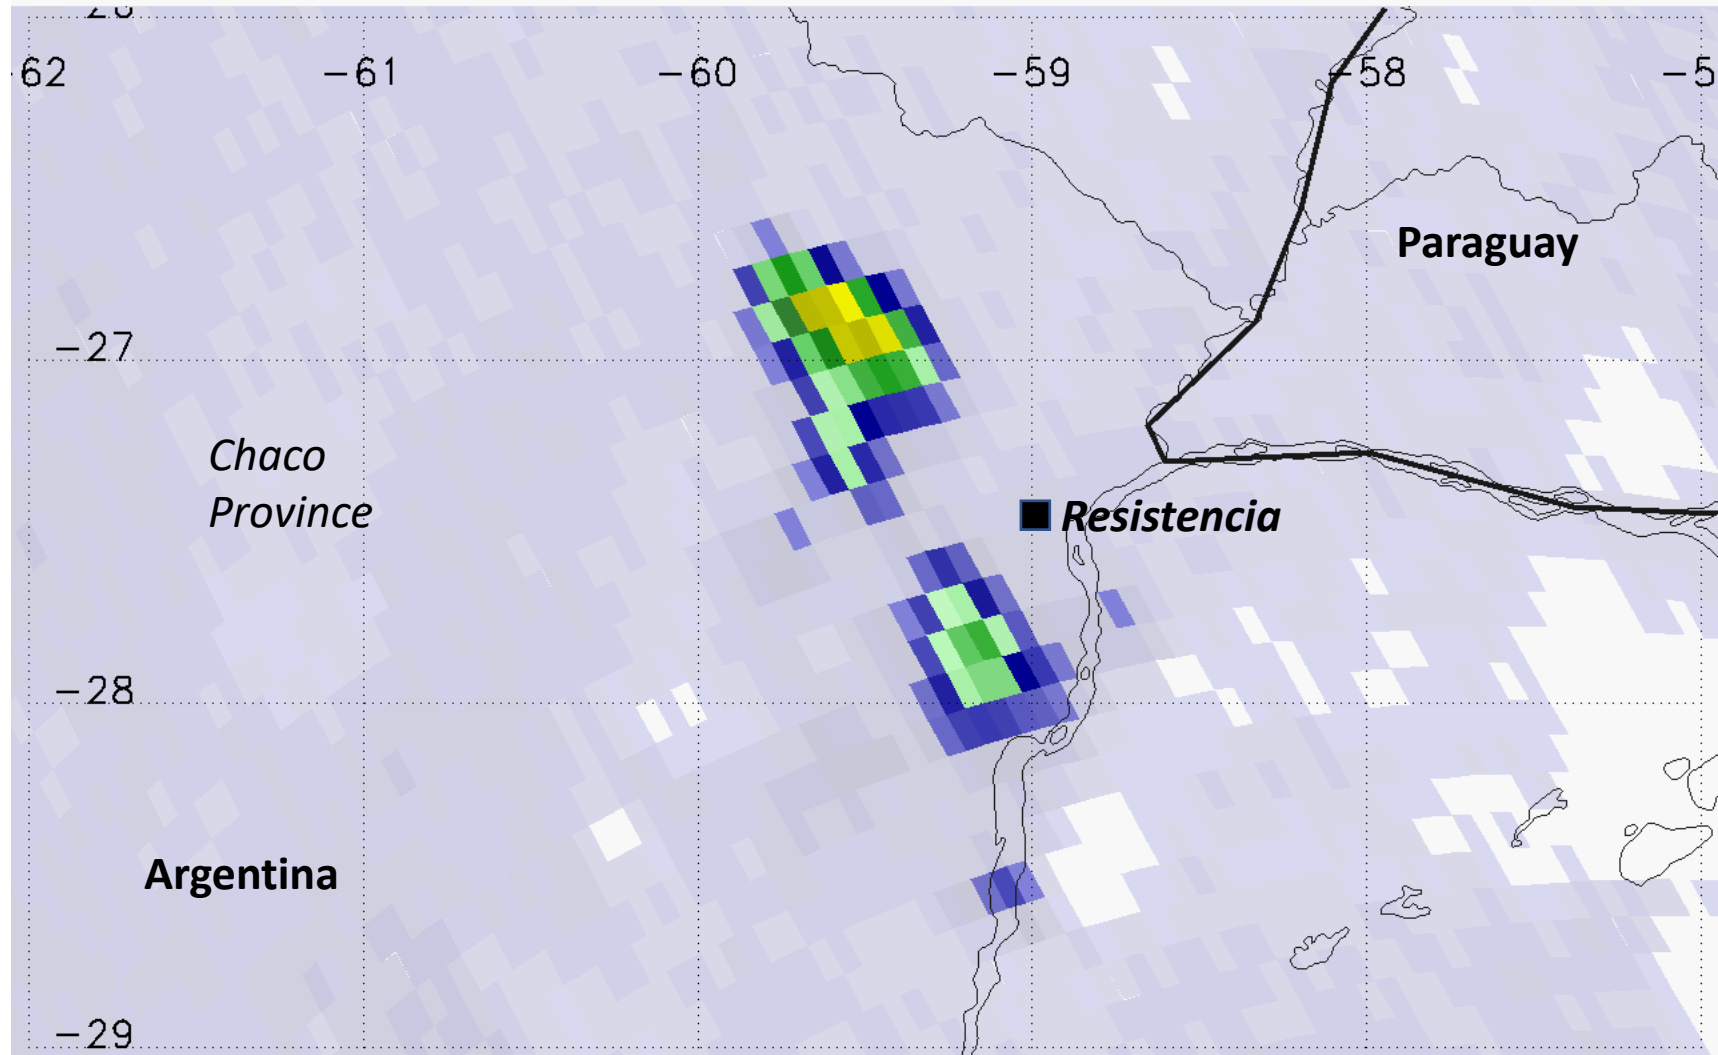 -62 -61 -60 -59 -58
Paraguay
-27
Chaco
Province
Resistencia
-28
Argentina
-29